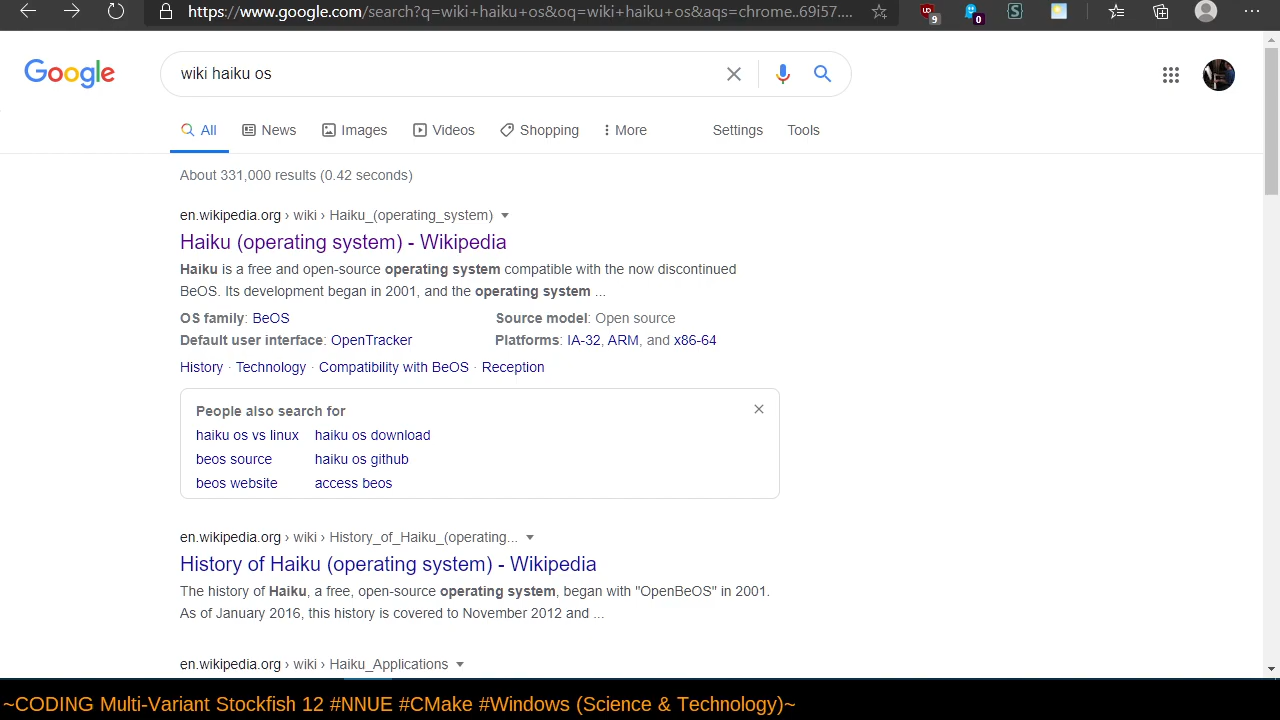 https://www.google.com/search?q=wiki+haiku+os&oq=wiki+haiku+os&aqs=chrome..69i57....
9
0
Google
wiki haiku os
All
News
Images
Videos
Shopping
More
Settings
Tools
About 331,000 results (0.42 seconds)
en.wikipedia.org › wiki › Haiku_(operating_system)
Haiku (operating system) - Wikipedia
Haiku is a free and open-source operating system compatible with the now discontinued
BeOS. Its development began in 2001, and the operating system ...
OS family: BeOS
Source model: Open source
Default user interface: OpenTracker
Platforms: IA-32, ARM, and x86-64
History · Technology · Compatibility with BeOS · Reception
People also search for
haiku os vs linux
haiku os download
beos source
haiku os github
beos website
access beos
en.wikipedia.org › wiki › History_of_Haiku_(operating...
History of Haiku (operating system) - Wikipedia
The history of Haiku, a free, open-source operating system, began with "OpenBeOS" in 2001.
As of January 2016, this history is covered to November 2012 and ...
en.wikipedia.org › wiki › Haiku_Applications
~CODING Multi-Variant Stockfish 12 #NNUE #CMake #Windows (Science & Technology)~